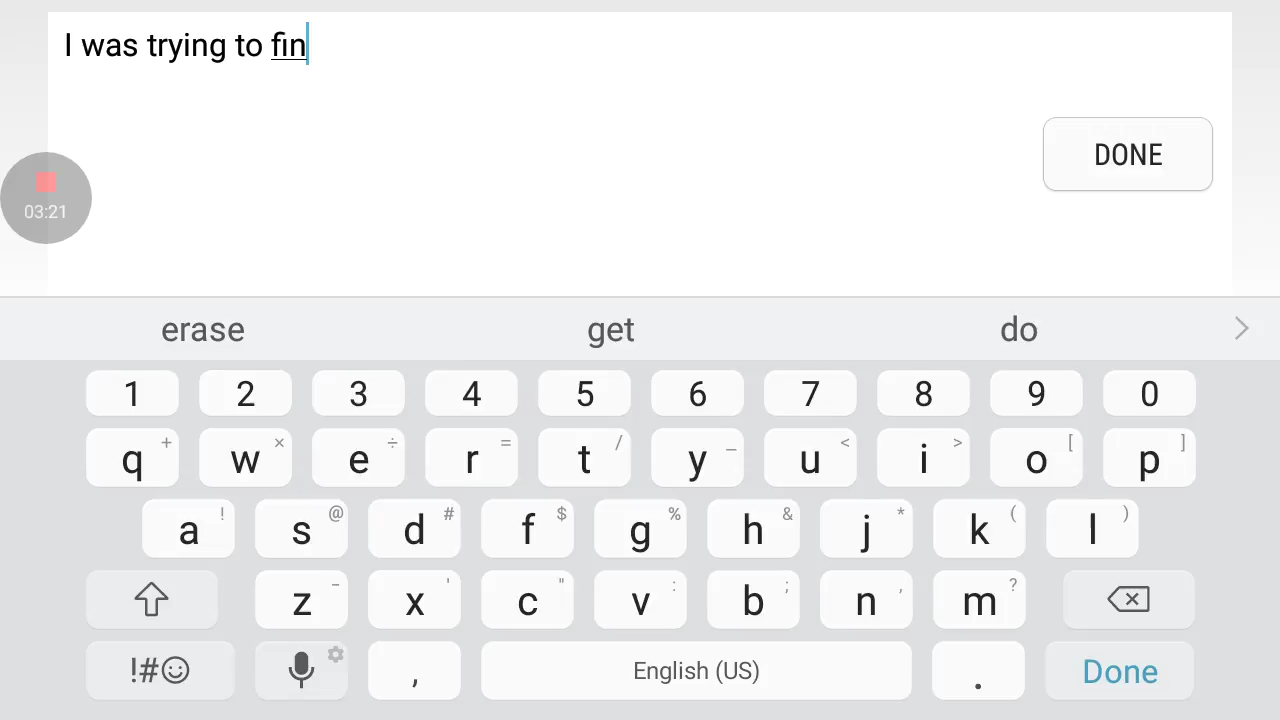 I was trying to fin
DONE
03:21
erase get do
1 2 3 4 5 6 7 8 9 0
q + w × e ÷ r = t / y _ u < i > o [ p ]
a ! s @ d # f $ g % h & j * k ( l )
z - x ' c " v : b ; n , m ?
!#☺ , English (US) . Done